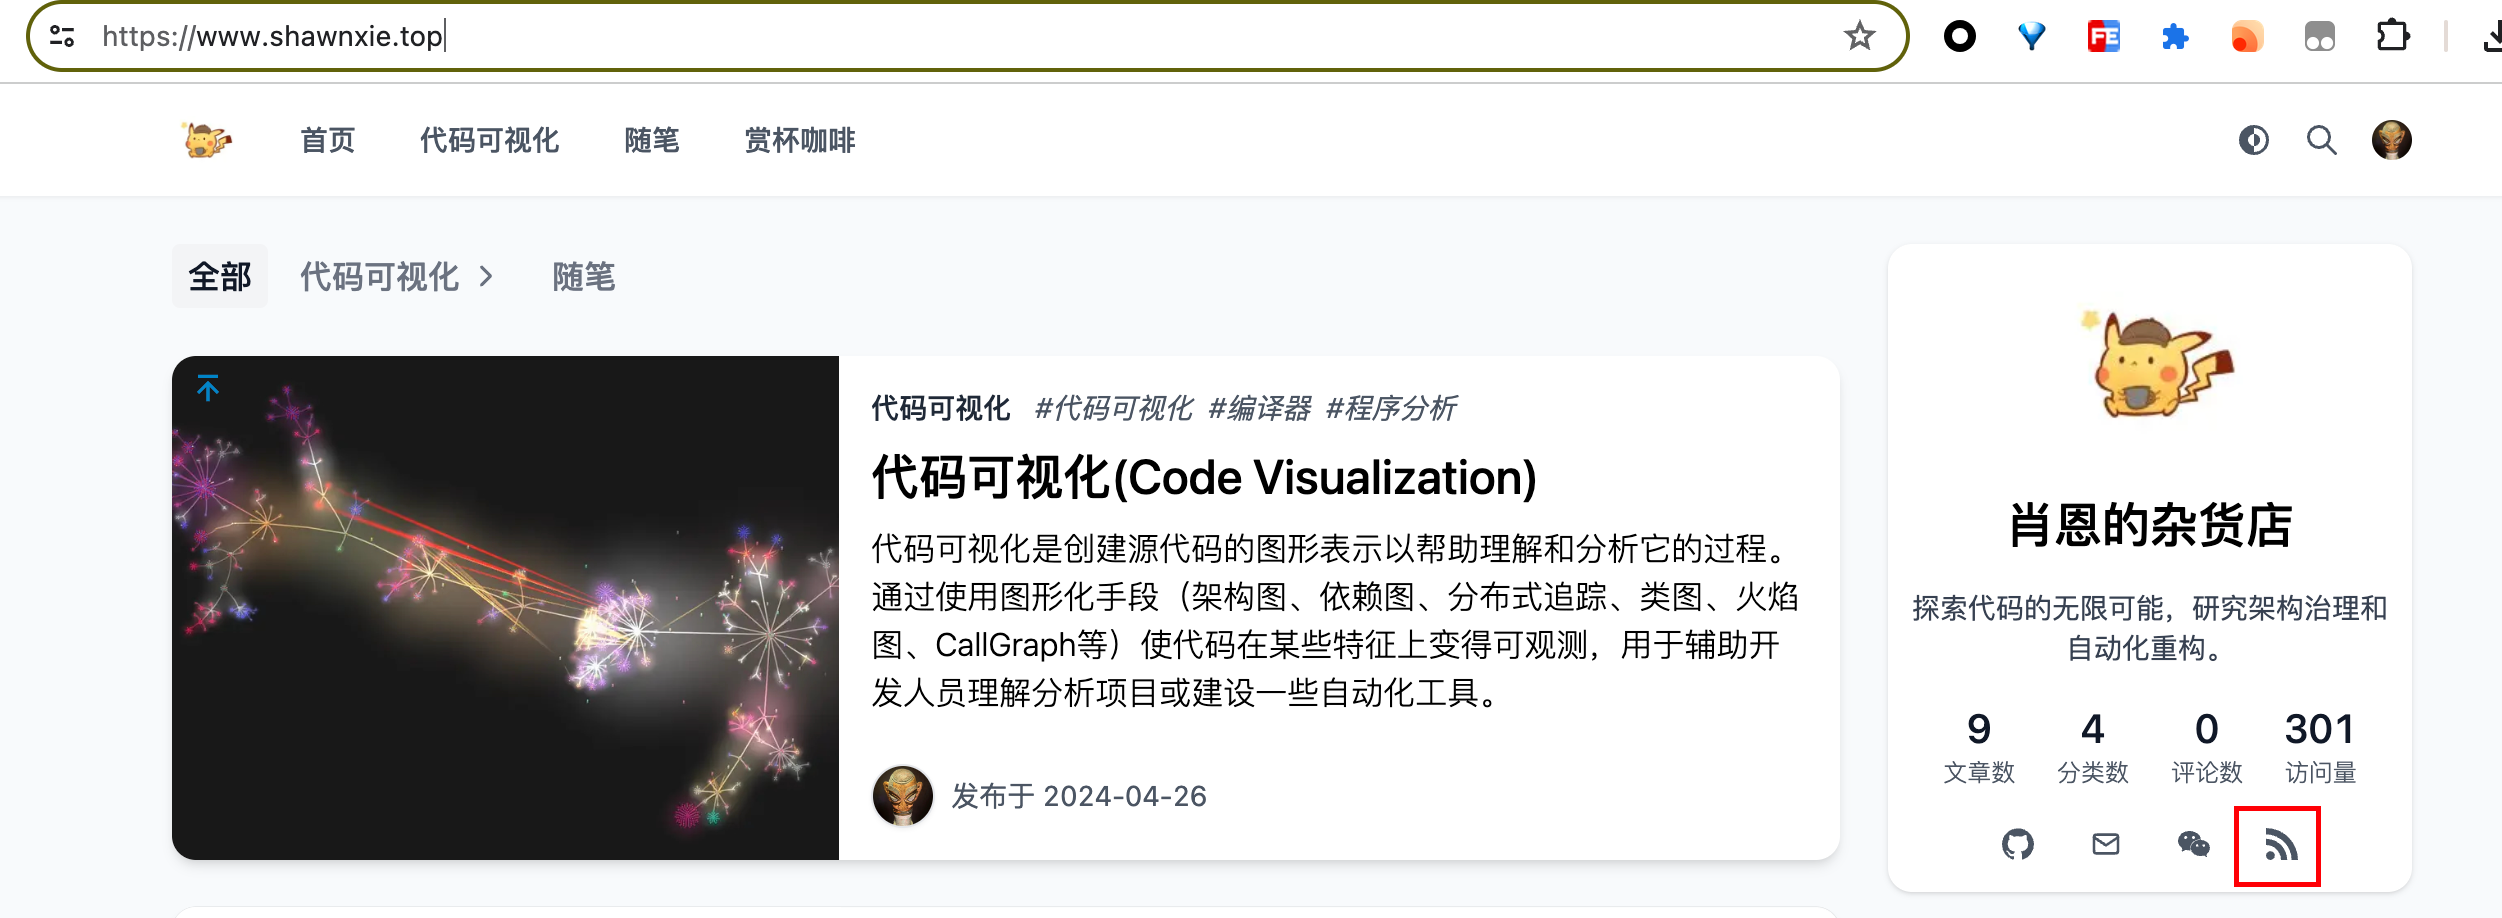 https://www.shawnxie.top
FE
首页 代码可视化 随笔 赏杯咖啡
全部 代码可视化 随笔
代码可视化 #代码可视化 #编译器 #程序分析
代码可视化(Code Visualization)
代码可视化是创建源代码的图形表示以帮助理解和分析它的过程。
通过使用图形化手段（架构图、依赖图、分布式追踪、类图、火焰
图、CallGraph等）使代码在某些特征上变得可观测，用于辅助开
发人员理解分析项目或建设一些自动化工具。
发布于 2024-04-26
肖恩的杂货店
探索代码的无限可能，研究架构治理和
自动化重构。
9 4 0 301
文章数 分类数 评论数 访问量